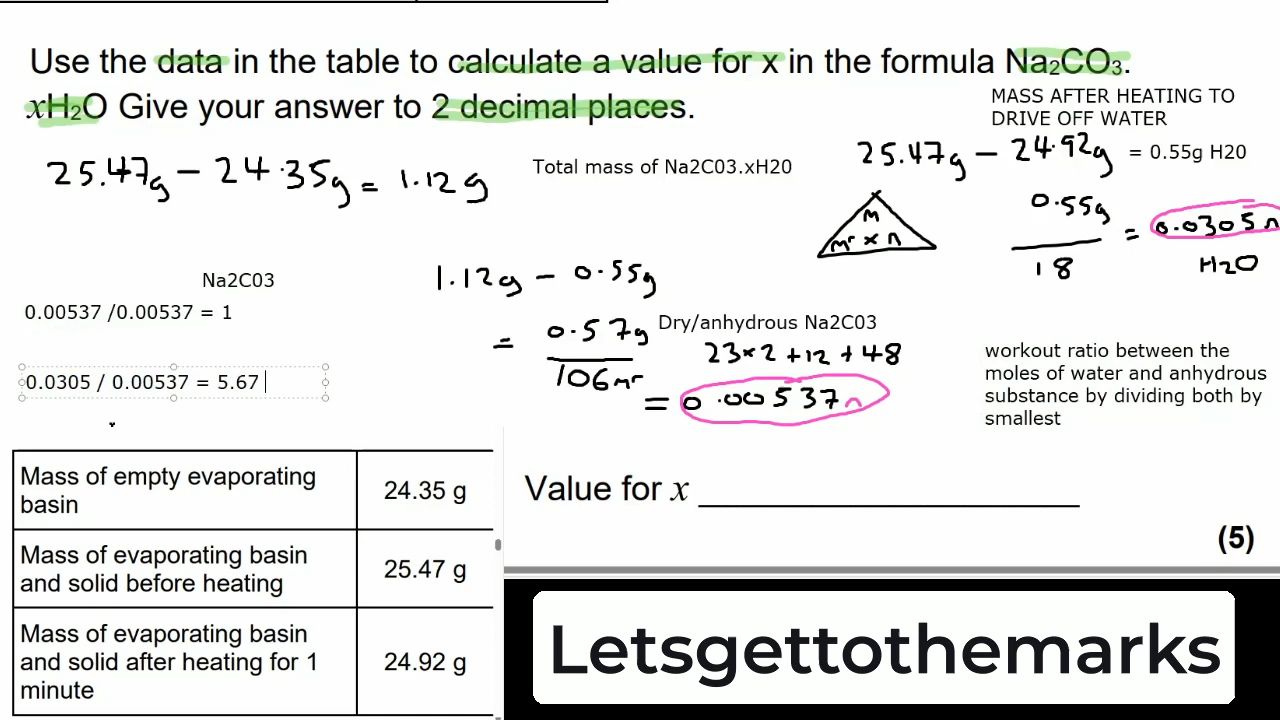 Use the data in the table to calculate a value for x in the formula Na₂CO₃.
xH₂O Give your answer to 2 decimal places.
MASS AFTER HEATING TO
DRIVE OFF WATER
25.47g – 24.35g = 1.12g
Total mass of Na2C03.xH20
25.47g – 24.92g = 0.55g H20
m
mr x n
0.55g
18
= 0.0305n
H2O
Na2C03
0.00537 /0.00537 = 1
0.0305 / 0.00537 = 5.67
1.12g – 0.55g
= 0.57g
106mr
Dry/anhydrous Na2C03
23×2 +12 +48
= 0.00537n
workout ratio between the
moles of water and anhydrous
substance by dividing both by
smallest
Mass of empty evaporating
basin
24.35 g
Mass of evaporating basin
and solid before heating
25.47 g
Mass of evaporating basin
and solid after heating for 1
minute
24.92 g
Value for x
(5)
Letsgettothemarks